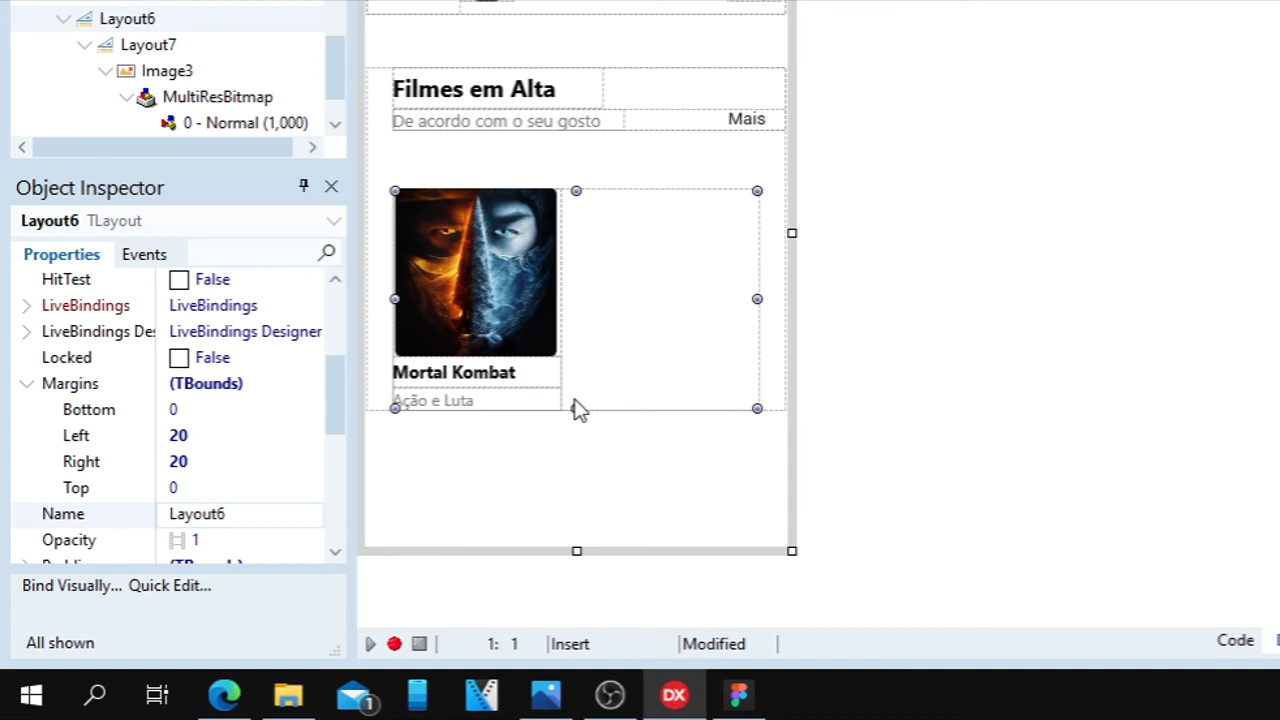 Layout6
Layout7
Image3
MultiResBitmap
0 - Normal (1,000)
Object Inspector
Layout6 TLayout
Properties Events
HitTest False
LiveBindings LiveBindings
LiveBindings De: LiveBindings Designer
Locked False
Margins (TBounds)
Bottom 0
Left 20
Right 20
Top 0
Name Layout6
Opacity 1
Bind Visually... Quick Edit...
All shown
Filmes em Alta
De acordo com o seu gosto
Mais
Mortal Kombat
Ação e Luta
1: 1 Insert Modified
Code
1
DX